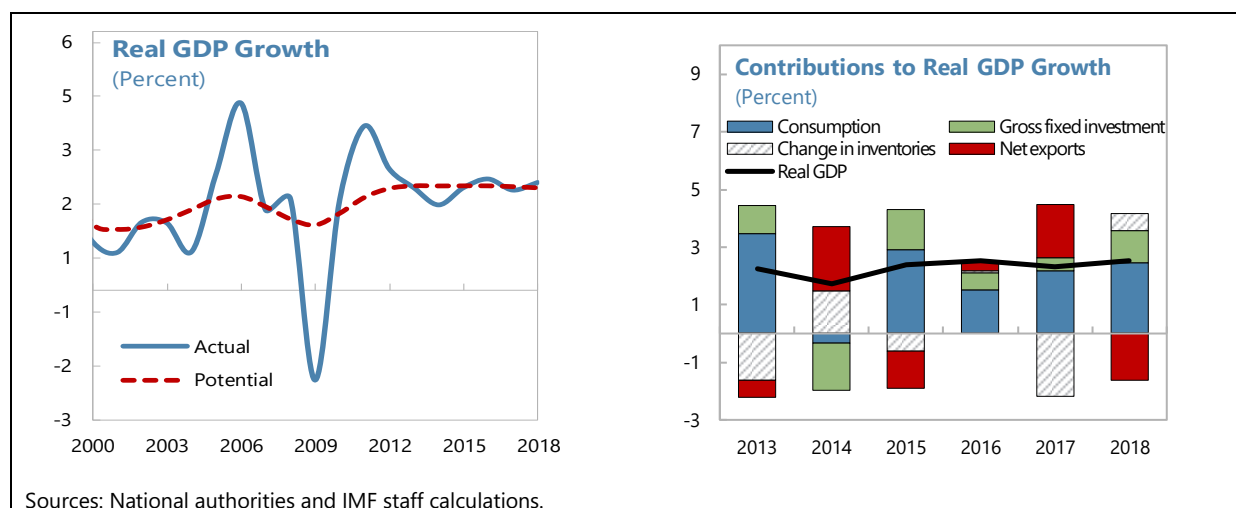 Real GDP Growth
(Percent)
6
5
3
2
1
-1
-2
-3
Actual
Potential
2000 2003 2006 2009 2012 2015 2018
Contributions to Real GDP Growth
(Percent)
Consumption Gross fixed investment
Change in inventories Net exports
Real GDP
9
7
5
3
1
-1
-3
2013 2014 2015 2016 2017 2018
Sources: National authorities and IMF staff calculations.